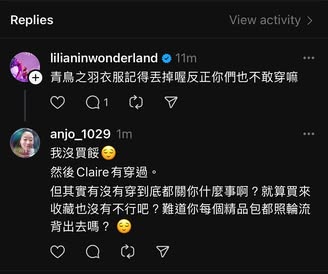 Replies
View activity
lilianinwonderland 11m
青鳥之羽衣服記得丟掉喔反正你們也不敢穿嘛
1
anjo_1029 1m
我沒買餒😌
然後 Claire 有穿過。
但其實有沒有穿到底都關你什麼事啊？就算買來
收藏也沒有不行吧？難道你每個精品包都照輪流
背出去嗎？😌